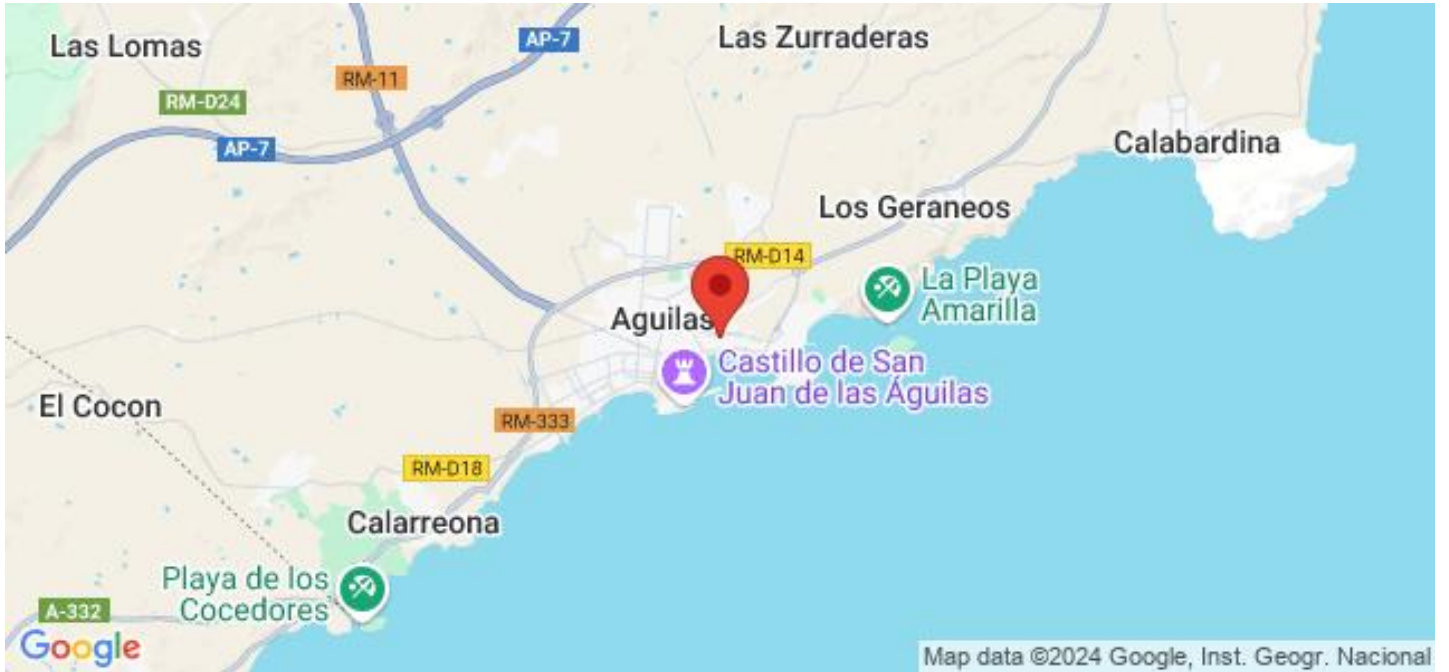 Las Lomas
AP-7
Las Zurraderas
RM-11
RM-D24
AP-7
Calabardina
Los Geraneos
RM-D14
La Playa
Amarilla
Aguilas
Castillo de San
Juan de las Águilas
El Cocon
RM-333
RM-D18
Calarreona
Playa de los
Cocedores
A-332
Google
Map data ©2024 Google, Inst. Geogr. Nacional